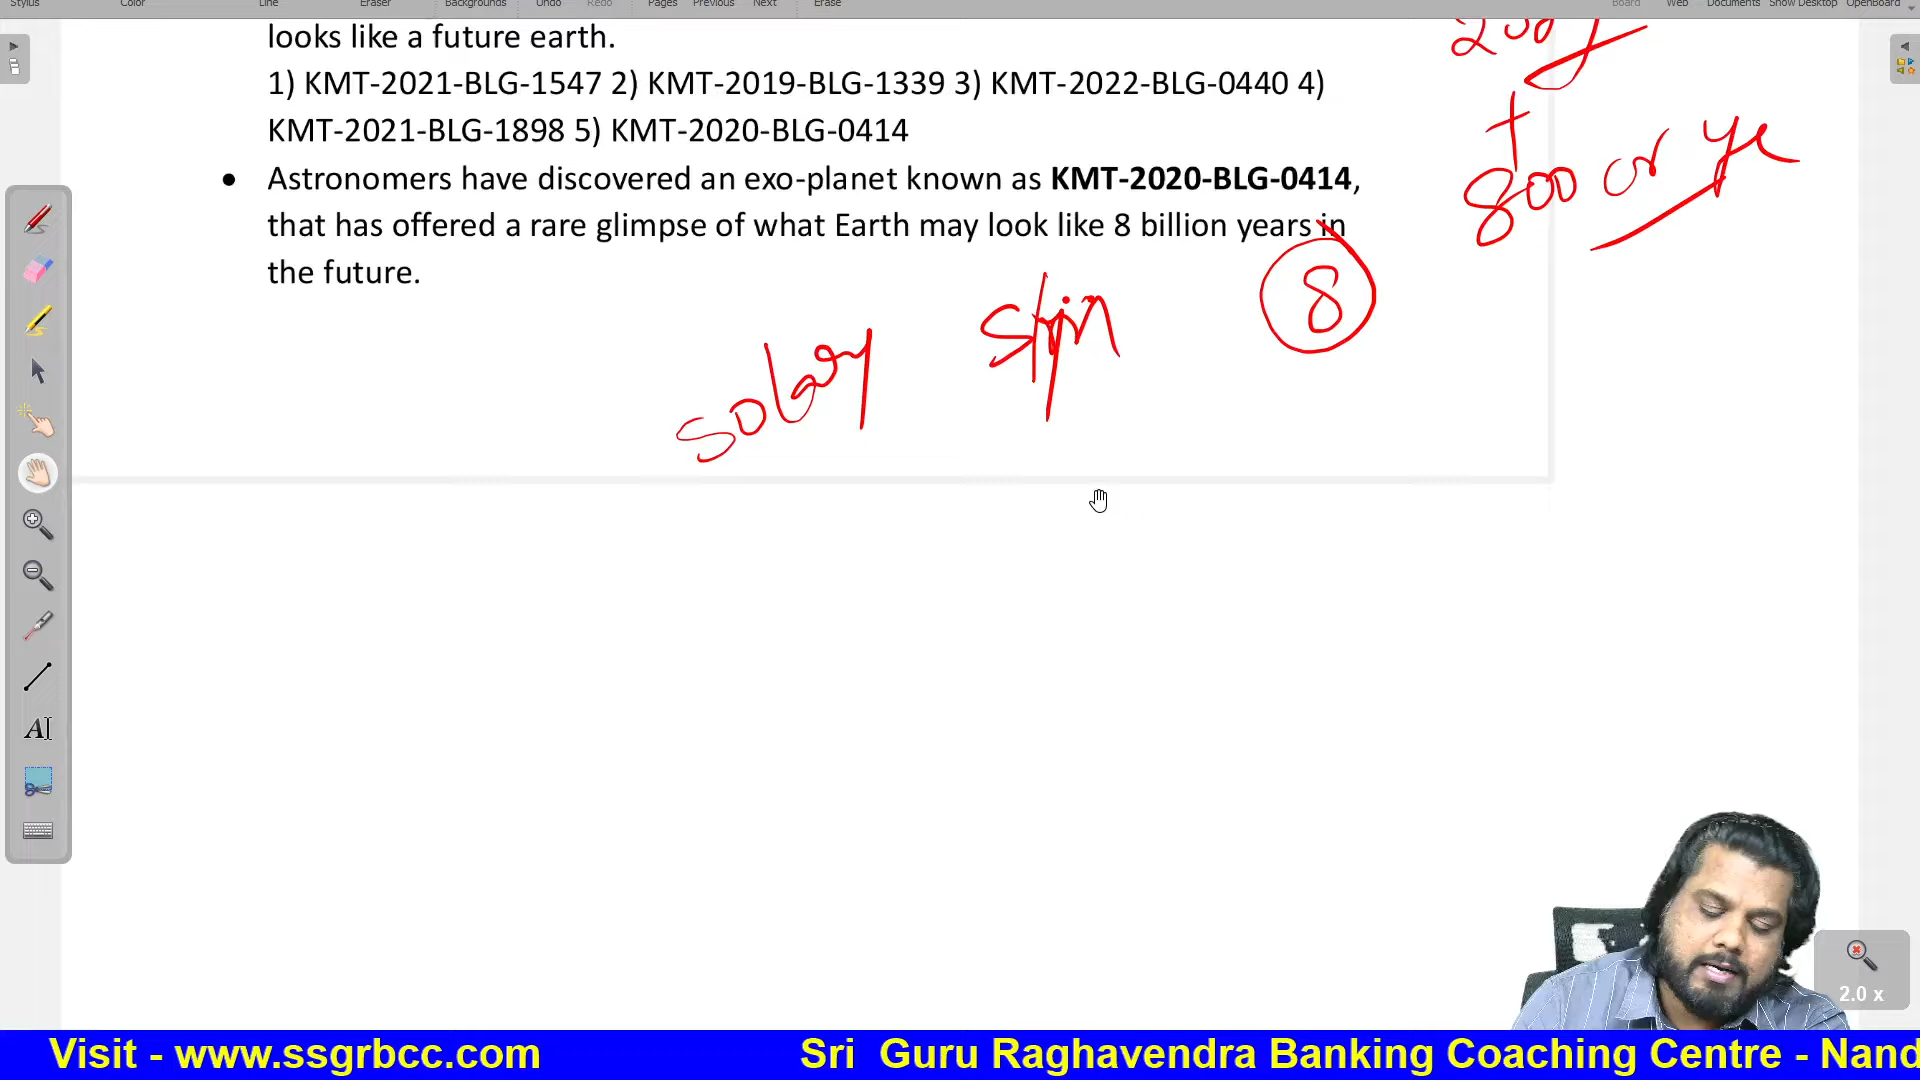 Stylus Color Line Eraser Backgrounds Undo Redo Pages Previous Next Erase Board Web Documents Show Desktop OpenBoard
looks like a future earth.
1) KMT-2021-BLG-1547 2) KMT-2019-BLG-1339 3) KMT-2022-BLG-0440 4)
KMT-2021-BLG-1898 5) KMT-2020-BLG-0414
• Astronomers have discovered an exo-planet known as KMT-2020-BLG-0414,
that has offered a rare glimpse of what Earth may look like 8 billion years in
the future.
800 cr ye
8
2.0 x
Visit - www.ssgrbcc.com Sri Guru Raghavendra Banking Coaching Centre - Nand